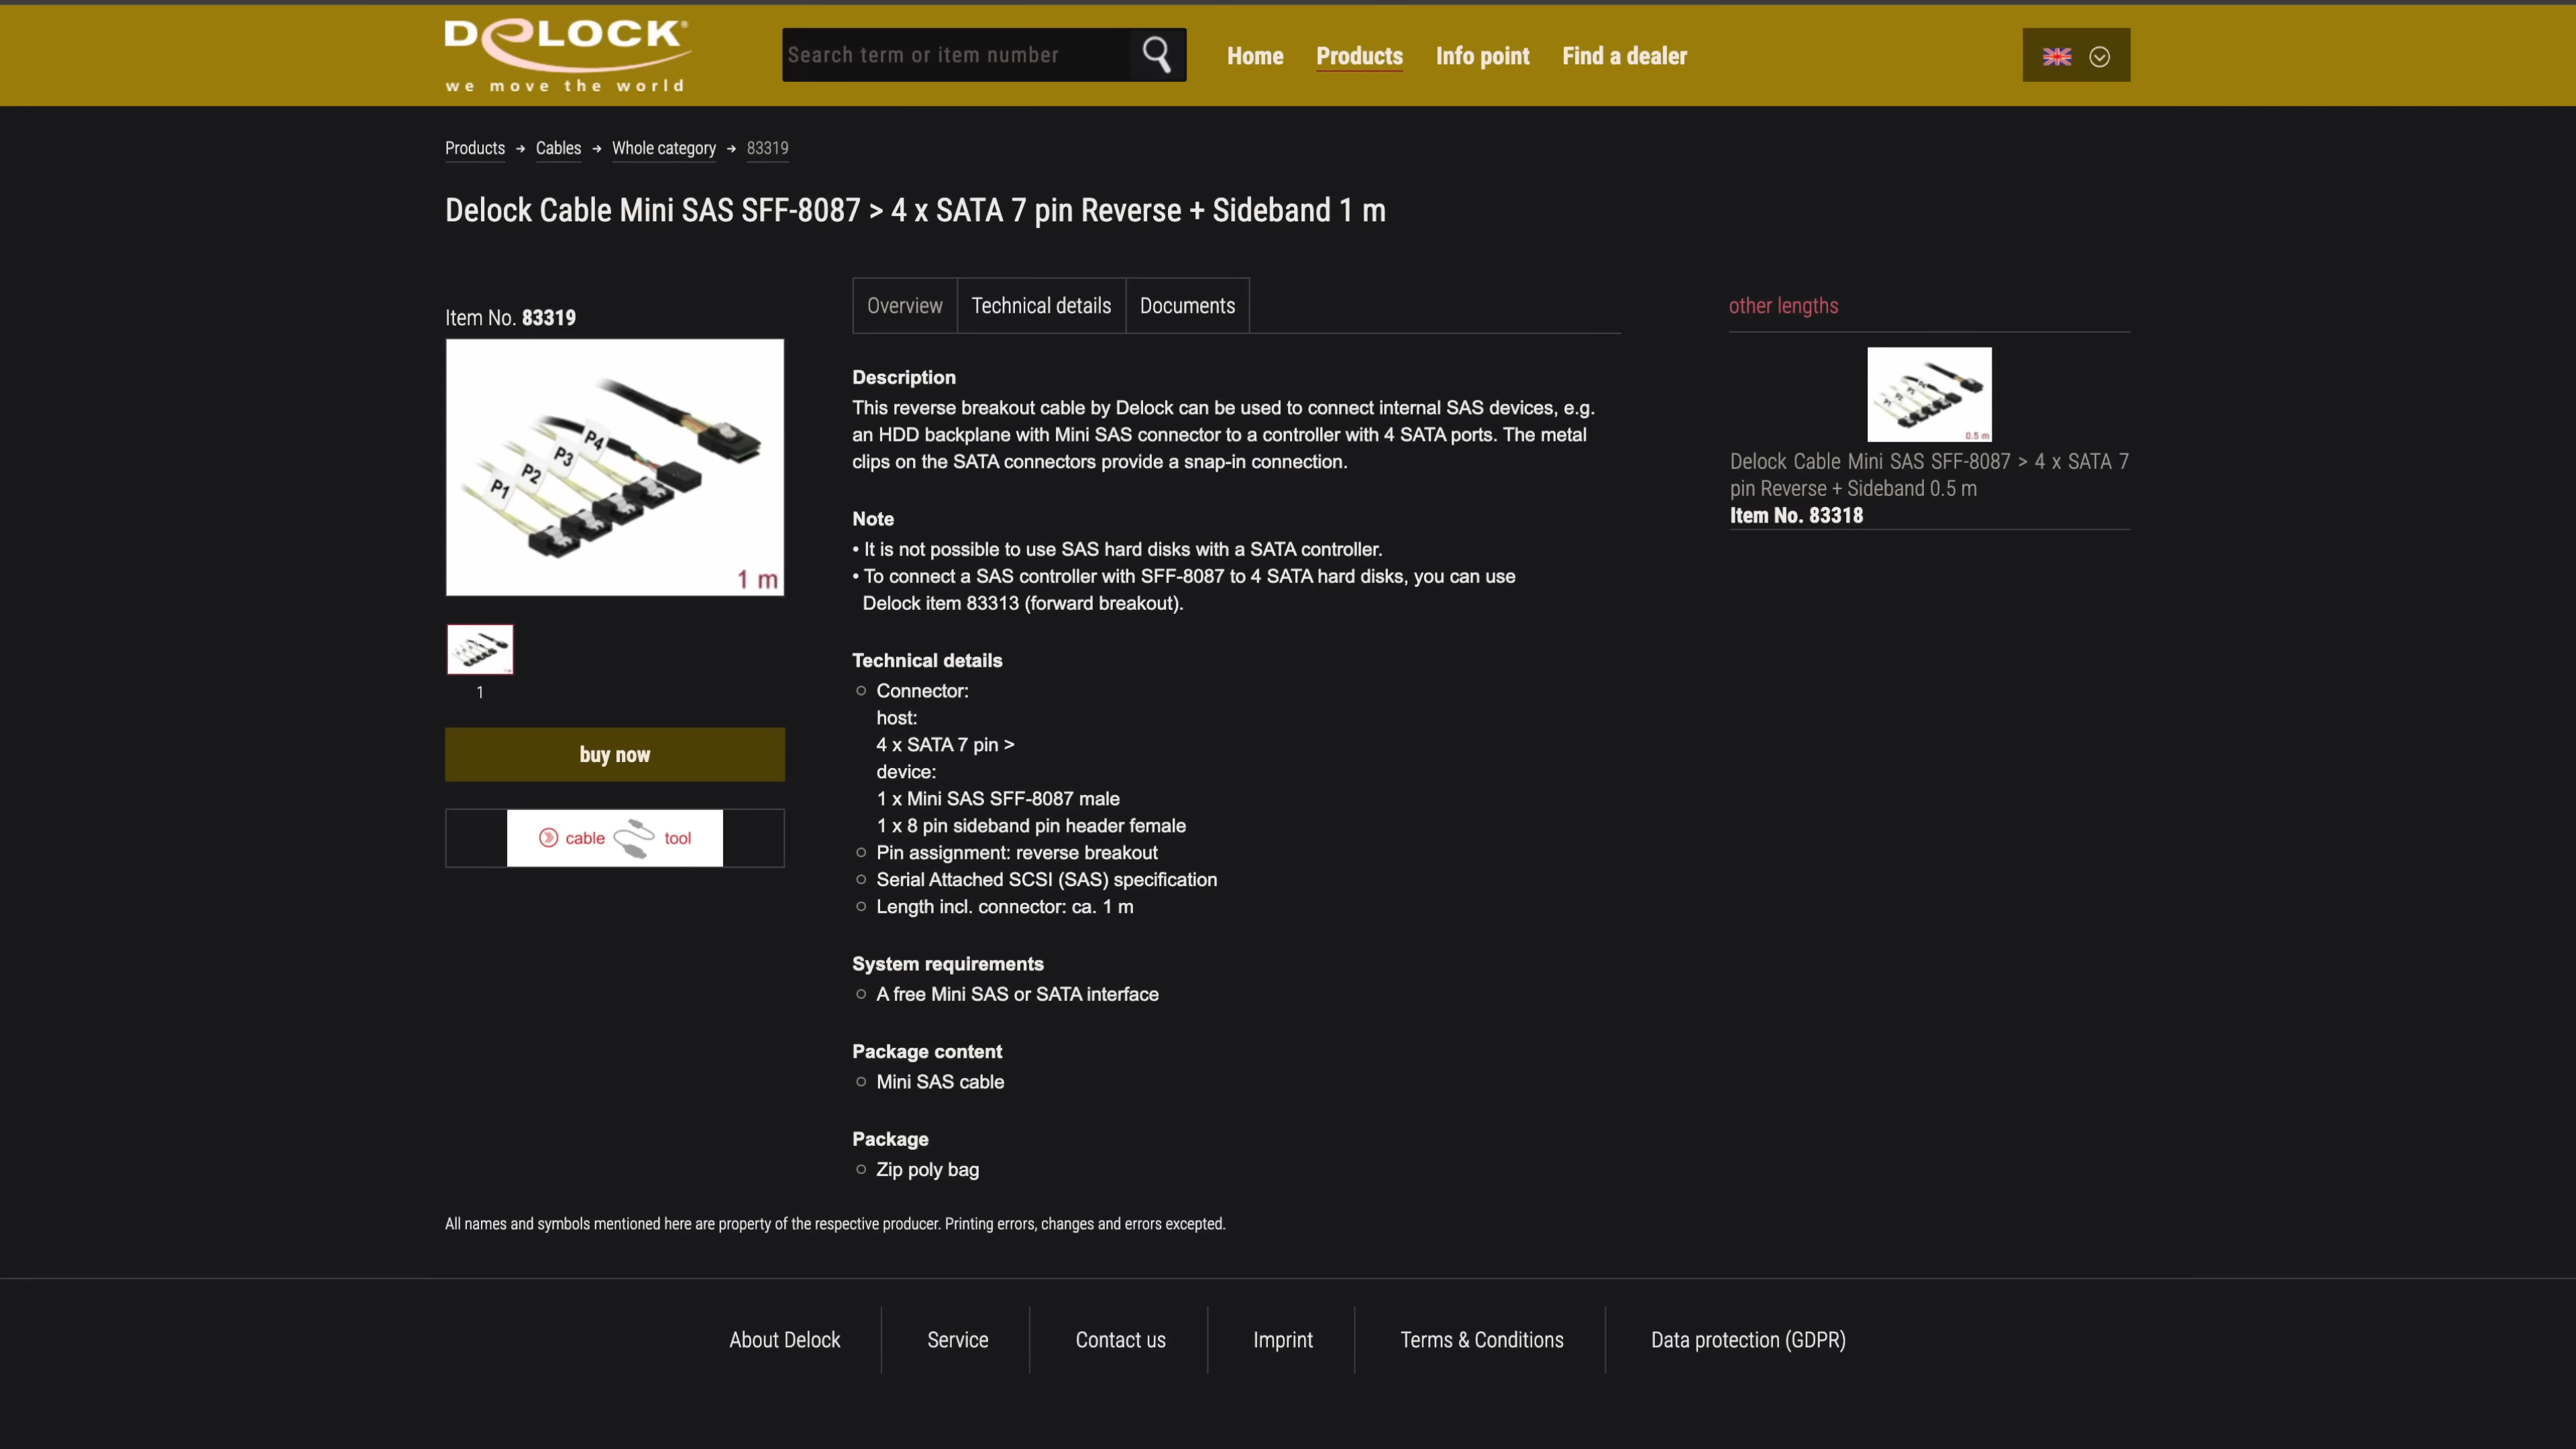 DeLOCK®
we move the world
Search term or item number
Home Products Info point Find a dealer
Products → Cables → Whole category → 83319
Delock Cable Mini SAS SFF-8087 > 4 x SATA 7 pin Reverse + Sideband 1 m
Item No. 83319
P1
P2
P3
P4
1 m
1
buy now
cable tool
Overview Technical details Documents
Description
This reverse breakout cable by Delock can be used to connect internal SAS devices, e.g.
an HDD backplane with Mini SAS connector to a controller with 4 SATA ports. The metal
clips on the SATA connectors provide a snap-in connection.
Note
• It is not possible to use SAS hard disks with a SATA controller.
• To connect a SAS controller with SFF-8087 to 4 SATA hard disks, you can use
Delock item 83313 (forward breakout).
Technical details
Connector:
host:
4 x SATA 7 pin >
device:
1 x Mini SAS SFF-8087 male
1 x 8 pin sideband pin header female
Pin assignment: reverse breakout
Serial Attached SCSI (SAS) specification
Length incl. connector: ca. 1 m
System requirements
A free Mini SAS or SATA interface
Package content
Mini SAS cable
Package
Zip poly bag
other lengths
P1
P2
P3
P4
0.5 m
Delock Cable Mini SAS SFF-8087 > 4 x SATA 7
pin Reverse + Sideband 0.5 m
Item No. 83318
All names and symbols mentioned here are property of the respective producer. Printing errors, changes and errors excepted.
About Delock Service Contact us Imprint Terms & Conditions Data protection (GDPR)